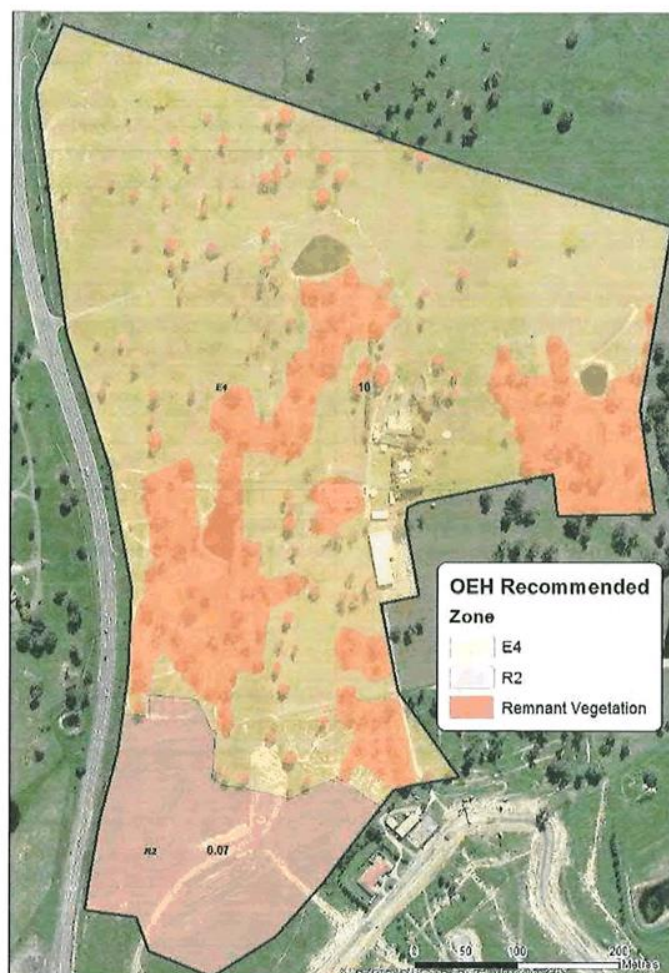 E4
10
OEH Recommended
Zone
E4
R2
Remnant Vegetation
R2
0.07
0 50 100 200
Metres